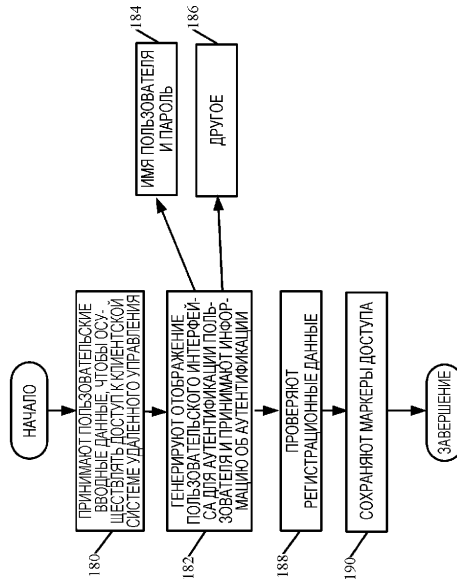 НАЧАЛО
ПРИНИМАЮТ ПОЛЬЗОВАТЕЛЬСКИЕ
ВВОДНЫЕ ДАННЫЕ, ЧТОБЫ ОСУ-
ЩЕСТВЛЯТЬ ДОСТУП К КЛИЕНТСКОЙ
СИСТЕМЕ УДАЛЕННОГО УПРАВЛЕНИЯ
180
ГЕНЕРИРУЮТ ОТОБРАЖЕНИЕ
ПОЛЬЗОВАТЕЛЬСКОГО ИНТЕРФЕЙ-
СА ДЛЯ АУТЕНТИФИКАЦИИ ПОЛЬ-
ЗОВАТЕЛЯ И ПРИНИМАЮТ ИНФОР-
МАЦИЮ ОБ АУТЕНТИФИКАЦИИ
182
ИМЯ ПОЛЬЗОВАТЕЛЯ
И ПАРОЛЬ
184
ДРУГОЕ
186
ПРОВЕРЯЮТ
РЕГИСТРАЦИОННЫЕ ДАННЫЕ
188
СОХРАНЯЮТ МАРКЕРЫ ДОСТУПА
190
ЗАВЕРШЕНИЕ